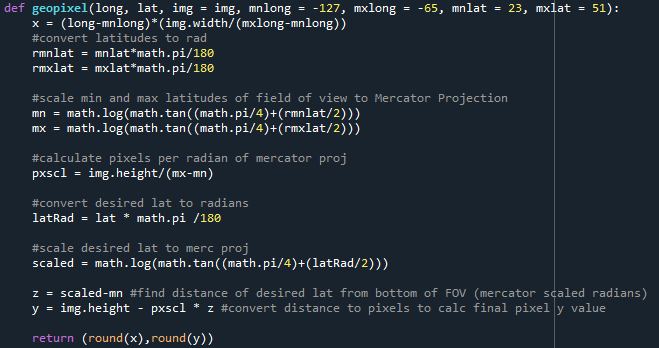 def geopixel(long, lat, img = img, mnlong = -127, mxlong = -65, mnlat = 23, mxlat = 51):
x = (long-mnlong)*(img.width/(mxlong-mnlong))
#convert latitudes to rad
rmnlat = mnlat*math.pi/180
rmxlat = mxlat*math.pi/180
#scale min and max latitudes of field of view to Mercator Projection
mn = math.log(math.tan((math.pi/4)+(rmnlat/2)))
mx = math.log(math.tan((math.pi/4)+(rmxlat/2)))
#calculate pixels per radian of mercator proj
pxscl = img.height/(mx-mn)
#convert desired lat to radians
latRad = lat * math.pi /180
#scale desired lat to merc proj
scaled = math.log(math.tan((math.pi/4)+(latRad/2)))
z = scaled-mn #find distance of desired lat from bottom of FOV (mercator scaled radians)
y = img.height - pxscl * z #convert distance to pixels to calc final pixel y value
return (round(x),round(y))